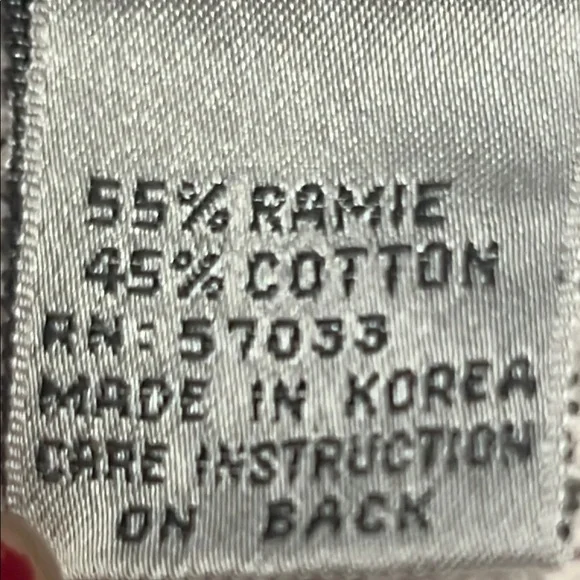 55% RAMIE
45% COTTON
RN: 57033
MADE IN KOREA
CARE INSTRUCTION
ON BACK